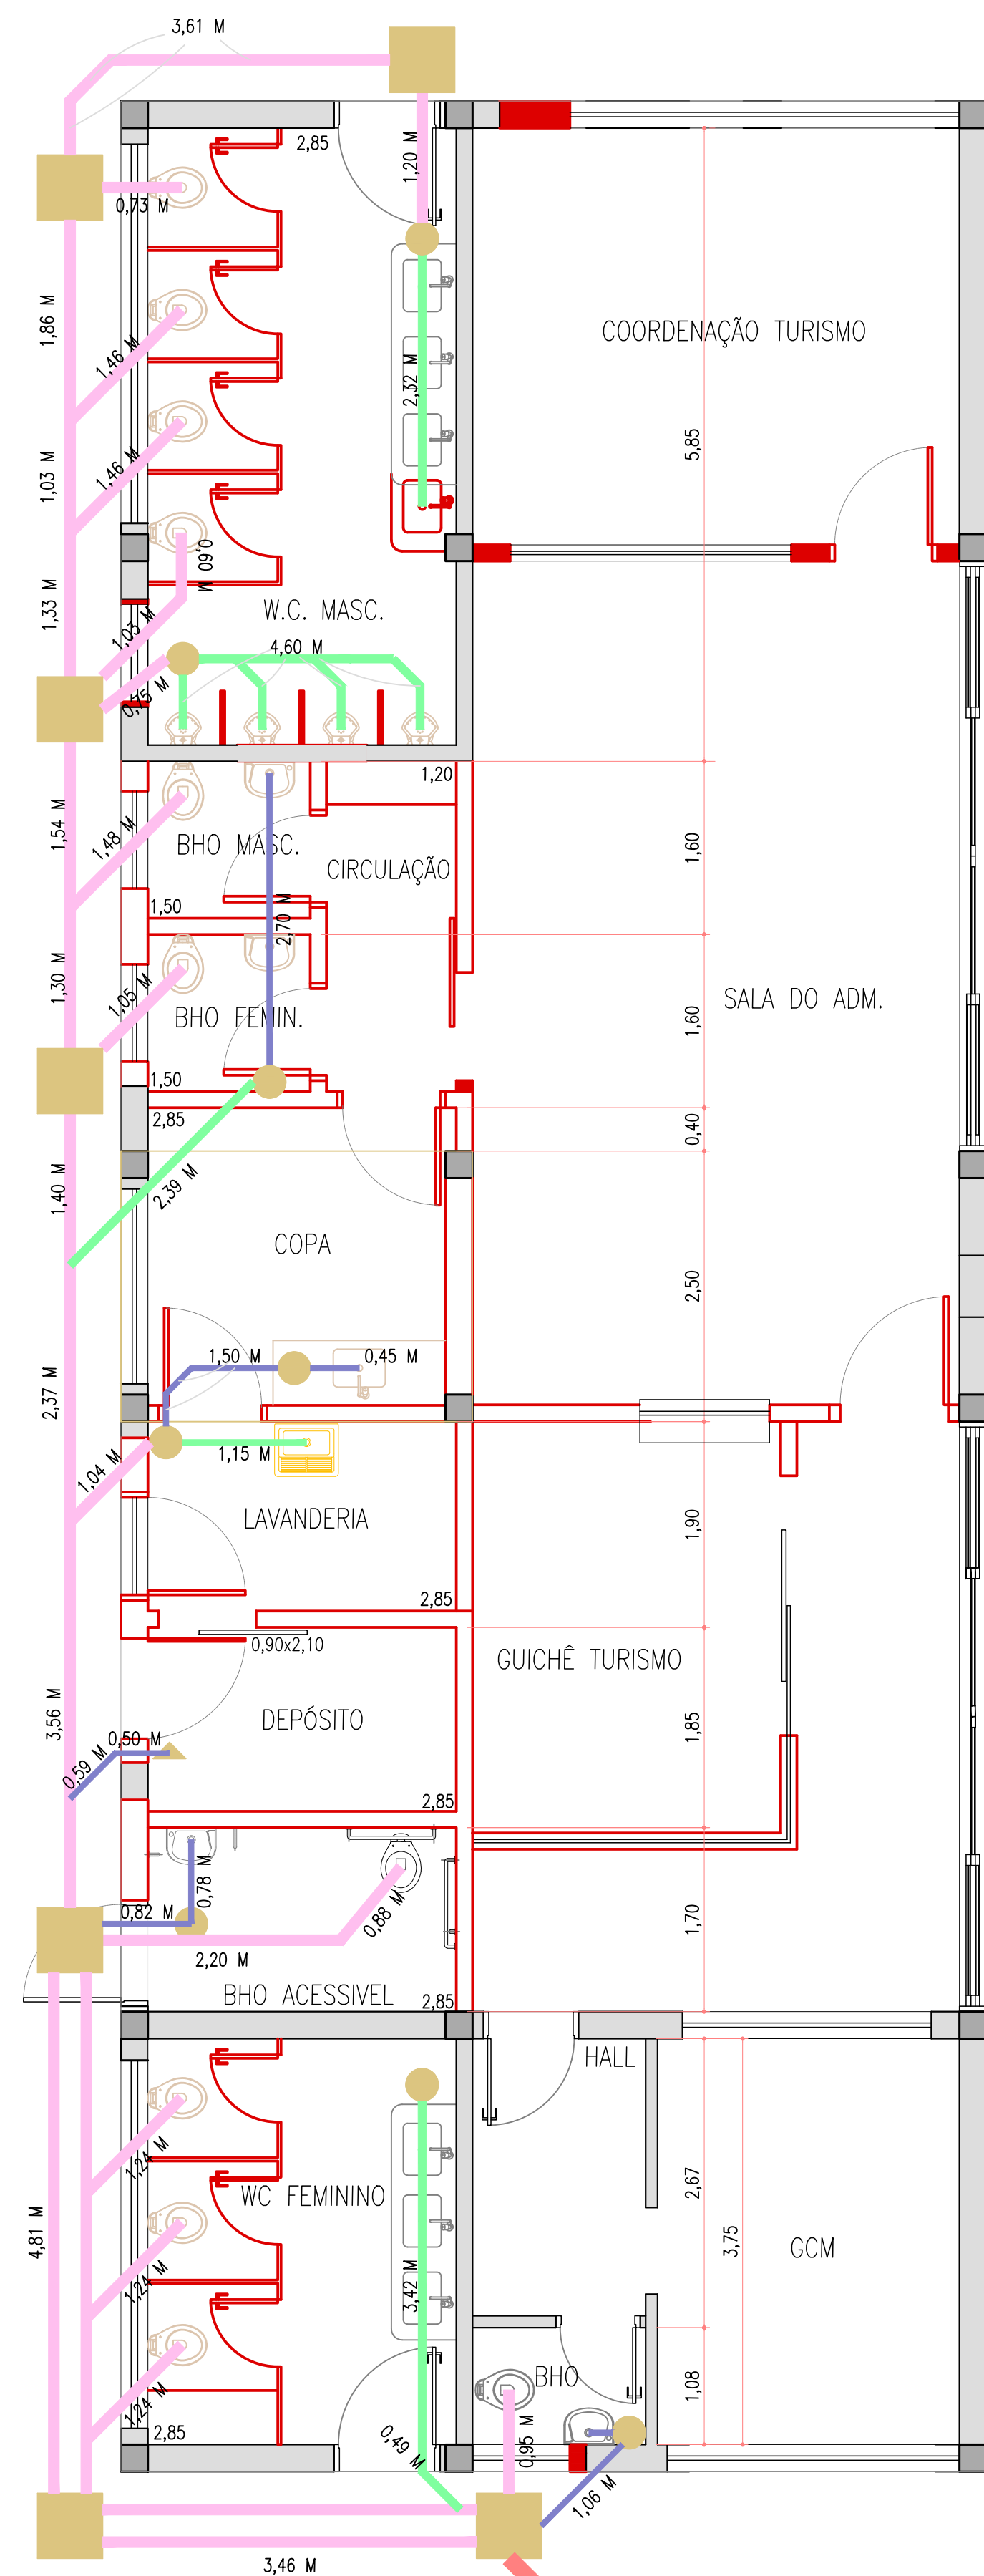 3,61 M
2,85
1,20 M
0,73 M
1,86 M
1,46 M
COORDENAÇÃO TURISMO
2,32 M
5,85
1,46 M
1,03 M
0,60 M
1,33 M
W.C. MASC.
1,03 M
4,60 M
0,75 M
1,20
1,54 M
1,48 M
BHO MASC.
CIRCULAÇÃO
1,60
1,50
2,70 M
1,30 M
1,05 M
SALA DO ADM.
BHO FEMIN.
1,60
1,50
2,85
0,40
1,40 M
2,39 M
COPA
2,50
1,50 M
0,45 M
2,37 M
1,15 M
1,04 M
LAVANDERIA
1,90
2,85
0,90x2,10
GUICHÊ TURISMO
3,56 M
DEPÓSITO
1,85
0,50 M
0,59 M
2,85
0,78 M
0,82 M
0,88 M
1,70
2,20 M
BHO ACESSIVEL
2,85
HALL
1,24 M
2,67
WC FEMININO
4,81 M
3,75
GCM
1,24 M
3,42 M
BHO
1,08
1,24 M
2,85
0,49 M
0,95 M
1,06 M
3,46 M